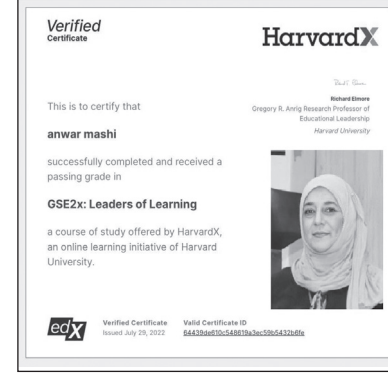 Verified
Certificate
HarvardX
This is to certify that
anwar mashi
successfully completed and received a
passing grade in
GSE2x: Leaders of Learning
a course of study offered by HarvardX,
an online learning initiative of Harvard
University.
Richard Elmore
Gregory R. Anrig Research Professor of
Educational Leadership
Harvard University
edX
Verified Certificate
Issued July 29, 2022
Valid Certificate ID
64439de610c548619a3ec59b5432b6fe